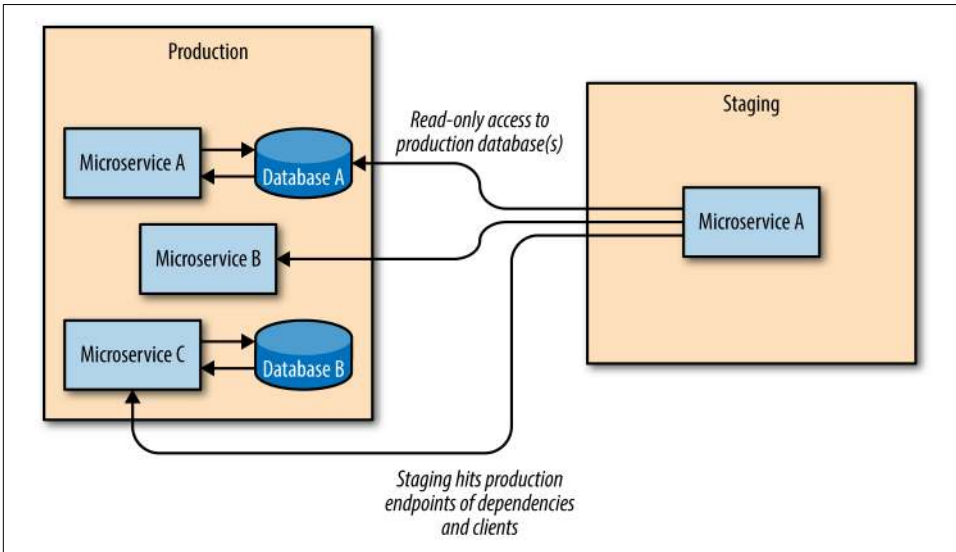 Production
Staging
Read-only access to
production database(s)
Microservice A
Database A
Microservice A
Microservice B
Microservice C
Database B
Staging hits production
endpoints of dependencies
and clients